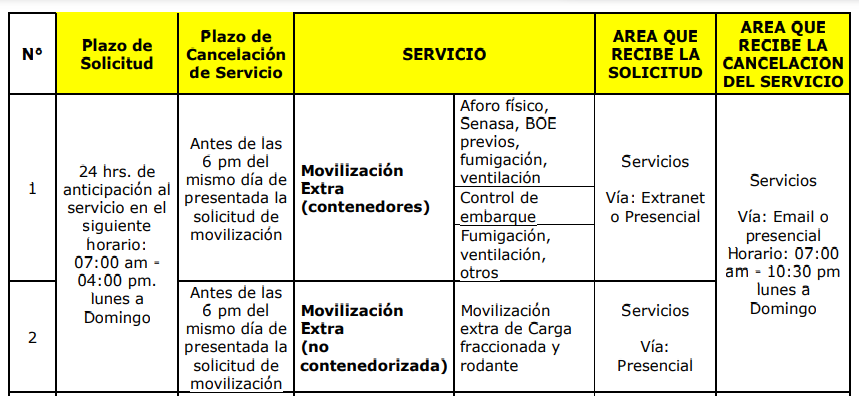 N°
Plazo de
Solicitud
Plazo de
Cancelación
de Servicio
SERVICIO
AREA QUE
RECIBE LA
SOLICITUD
AREA QUE
RECIBE LA
CANCELACION
DEL SERVICIO
1
24 hrs. de
anticipación al
servicio en el
siguiente
horario:
07:00 am -
04:00 pm.
lunes a
Domingo
Antes de las
6 pm del
mismo día de
presentada la
solicitud de
movilización
Movilización
Extra
(contenedores)
Aforo físico,
Senasa, BOE
previos,
fumigación,
ventilación
Control de
embarque
Fumigación,
ventilación,
otros
Servicios
Vía: Extranet
o Presencial
Servicios
Vía: Email o
presencial
Horario: 07:00
am - 10:30 pm
lunes a
Domingo
2
Antes de las
6 pm del
mismo día de
presentada la
solicitud de
movilización
Movilización
Extra
(no
contenedorizada)
Movilización
extra de Carga
fraccionada y
rodante
Servicios
Vía:
Presencial